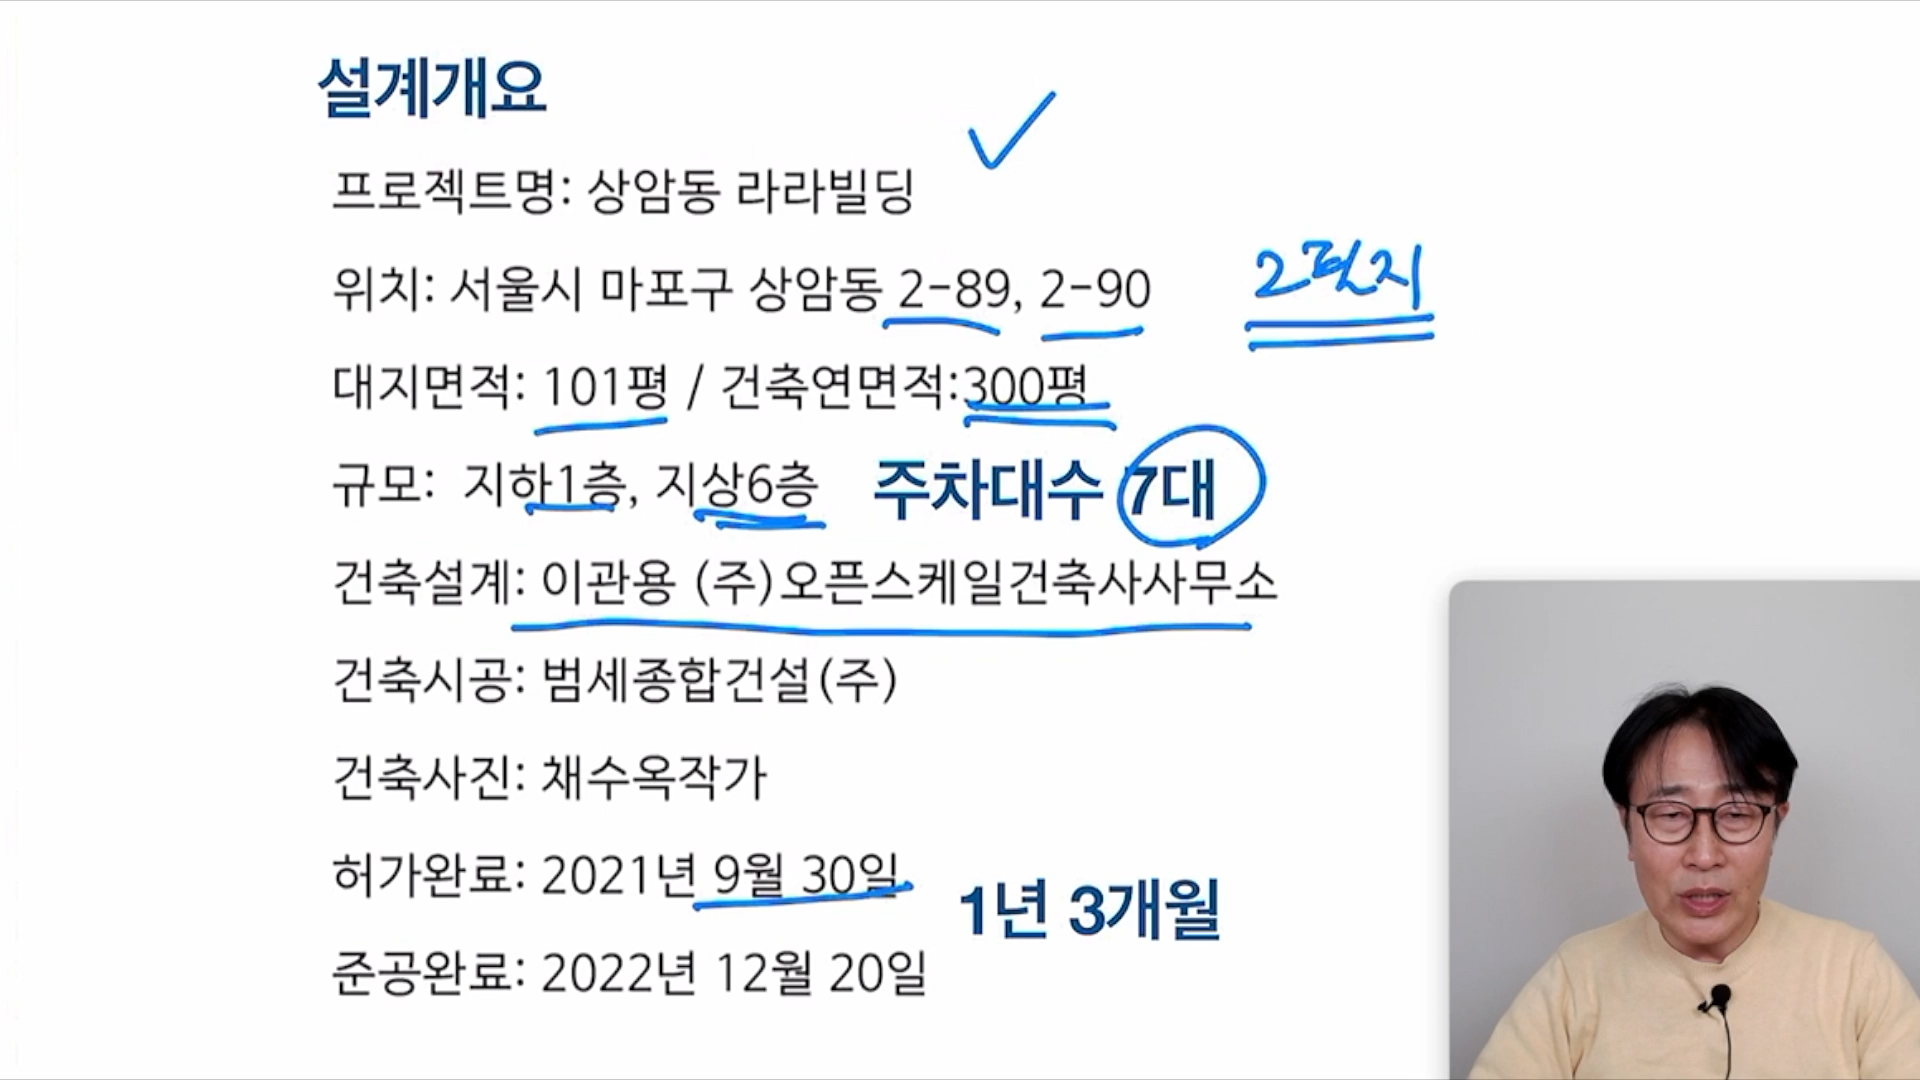 설계개요
프로젝트명: 상암동 라라빌딩
위치: 서울시 마포구 상암동 2-89, 2-90 2필지
대지면적: 101평 / 건축연면적:300평
규모: 지하1층, 지상6층 주차대수 7대
건축설계: 이관용 (주)오픈스케일건축사사무소
건축시공: 범세종합건설(주)
건축사진: 채수옥작가
허가완료: 2021년 9월 30일
1년 3개월
준공완료: 2022년 12월 20일